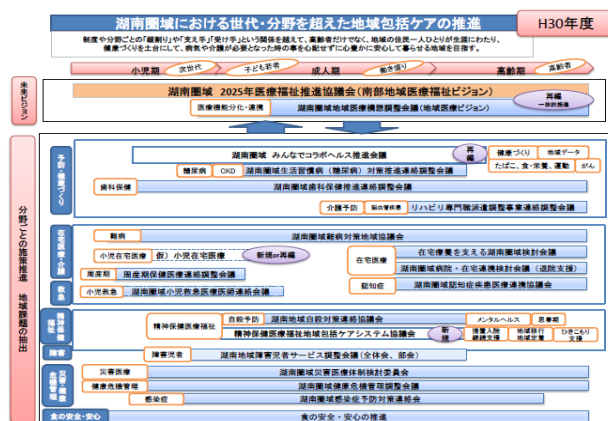 湖南圏域における世代・分野を超えた地域包括ケアの推進
H30年度
制度や分野ごとの「縦割り」や「支え手」「受け手」という関係を超えて、高齢者だけでなく、地域の住民一人ひとりが生涯にわたり、
健康づくりを土台にして、病気や介護が必要となった時の事を心配せずに心豊かに安心して暮らせる地域を目指す。
小児期
次世代
子ども若者
成人期
働き盛り
高齢期
高齢者
未来ビジョン
湖南圏域 2025年医療福祉推進協議会(南部地域医療福祉ビジョン)
再編
一体的推進
医療機能分化・連携
湖南圏域地域医療構想調整会議(地域医療ビジョン)
分野ごとの施策推進 地域課題の抽出
予防・健康づくり
湖南圏域 みんなでコラボヘルス推進会議
再編
健康づくり
地域データ
たばこ、食・栄養、運動
がん
糖尿病
CKD
湖南圏域生活習慣病(糖尿病)対策推進連絡調整会議
歯科保健
湖南圏域歯科保健推進連絡調整会議
介護予防
脳血管疾患
リハビリ専門職派遣調整事業連絡調整会議
在宅医療・介護
難病
湖南圏域難病対策地域協議会
小児在宅医療
仮)小児在宅医療
新規or再編
在宅医療
在宅療養を支える湖南圏域検討会議
湖南圏域病院・在宅連携検討会議(退院支援)
周産期
周産期保健医療連絡調整会議
救急
小児救急
湖南圏域小児救急医療医師連絡会議
認知症
湖南圏域認知症疾患医療連携協議会
精神保健福祉
精神保健医療福祉
自殺予防
湖南地域自殺対策連絡協議会
メンタルヘルス
思春期
精神保健医療福祉地域包括ケアシステム協議会
新規
措置入院
継続支援
地域移行
地域定着
ひきこもり
支援
障害
障害児者
湖南地域障害児者サービス調整会議(全体会、部会)
災害・健康危機管理
災害医療
湖南圏域災害医療体制検討委員会
健康危機管理
湖南圏域健康危機管理調整会議
感染症
湖南圏域感染症予防対策連絡会
食の安全・安心
食の安全・安心の推進